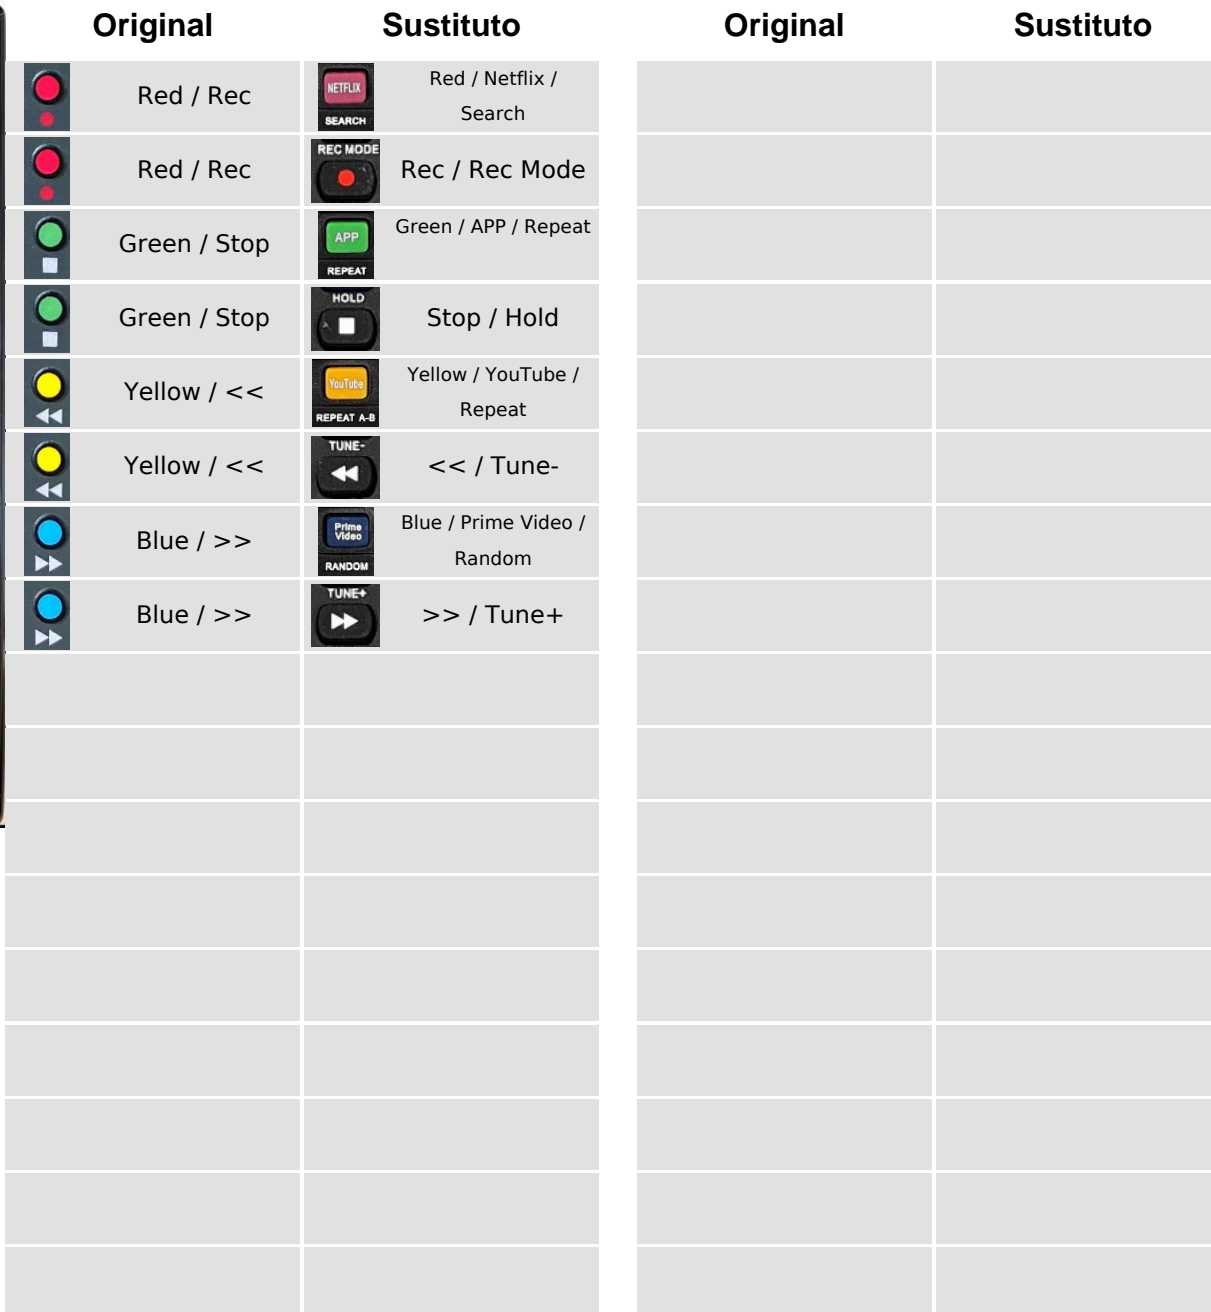 Original Sustituto Original Sustituto
Red / Rec
NETFLIX
SEARCH
Red / Netflix /
Search
Red / Rec
REC MODE
Rec / Rec Mode
Green / Stop
APP
REPEAT
Green / APP / Repeat
Green / Stop
HOLD
Stop / Hold
Yellow / <<
YouTube
REPEAT A-B
Yellow / YouTube /
Repeat
Yellow / <<
TUNE-
<< / Tune-
Blue / >>
Prime
Video
RANDOM
Blue / Prime Video /
Random
Blue / >>
TUNE+
>> / Tune+